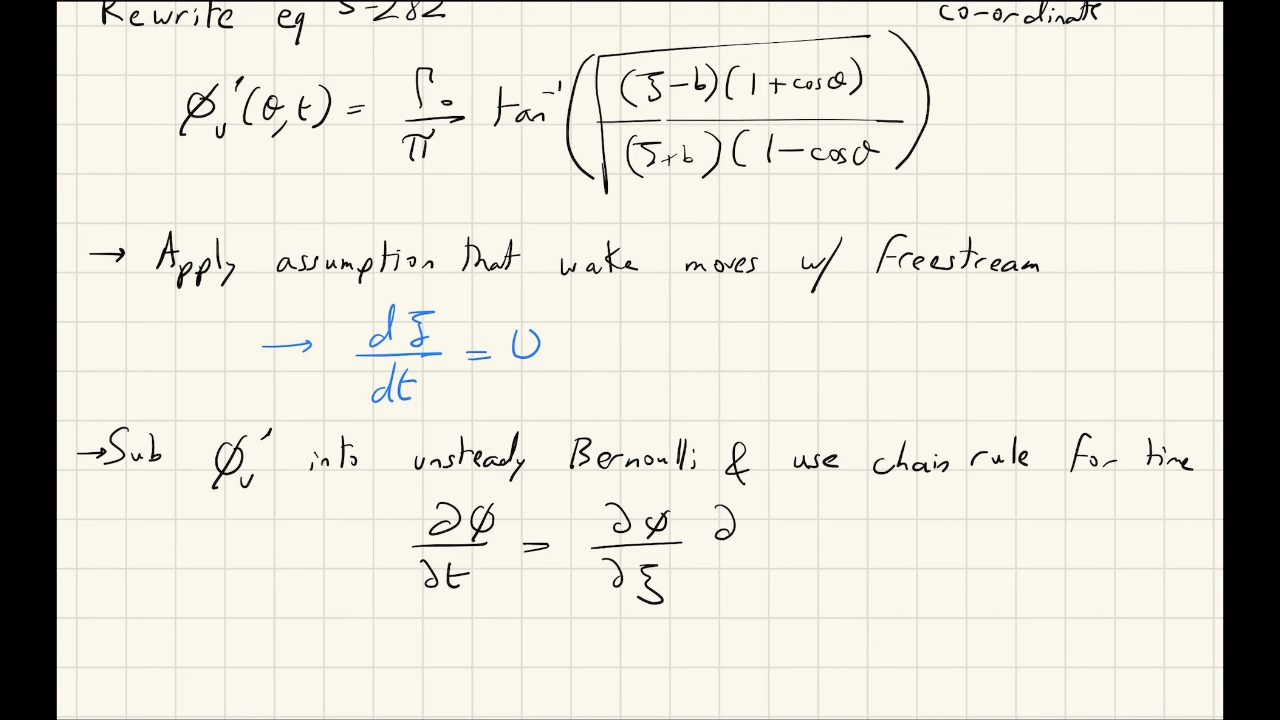 Rewrite eq 5-282 co-ordinate
φᵥ'(θ,t) = Γ₀/π tan⁻¹(√((ξ-b)(1+cosθ)/(ξ+b)(1-cosθ))
→ Apply assumption that wake moves w/ freestream
→ dξ/dt = U
→ Sub φᵥ' into unsteady Bernoulli & use chain rule for time
∂φ/∂t = ∂φ/∂ξ ∂